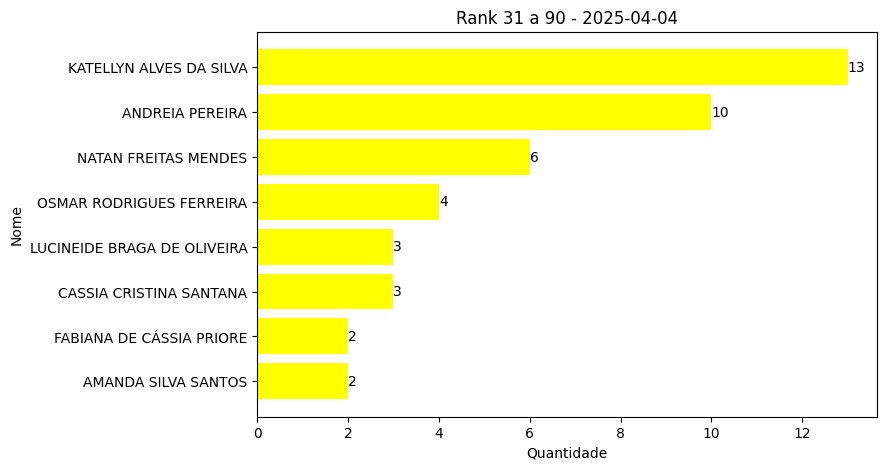 Rank 31 a 90 - 2025-04-04
Nome
KATELLYN ALVES DA SILVA 13
ANDREIA PEREIRA 10
NATAN FREITAS MENDES 6
OSMAR RODRIGUES FERREIRA 4
LUCINEIDE BRAGA DE OLIVEIRA 3
CASSIA CRISTINA SANTANA 3
FABIANA DE CÁSSIA PRIORE 2
AMANDA SILVA SANTOS 2
0 2 4 6 8 10 12
Quantidade